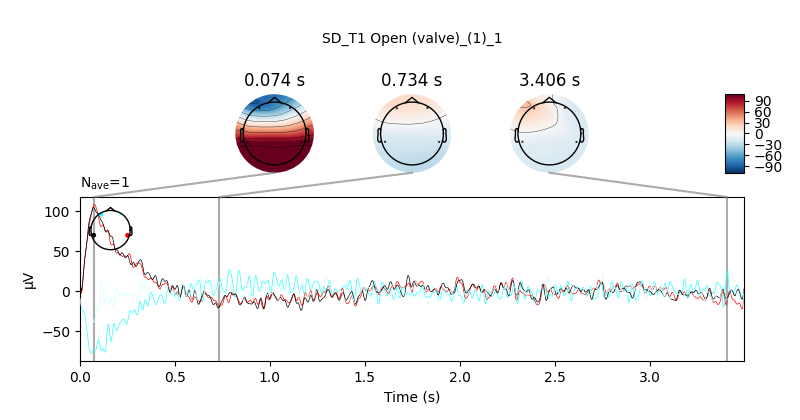 SD_T1 Open (valve)_(1)_1
0.074 s
0.734 s
3.406 s
90
60
30
0
−30
−60
−90
Nave=1
100
50
0
−50
µV
0.0
0.5
1.0
1.5
2.0
2.5
3.0
Time (s)